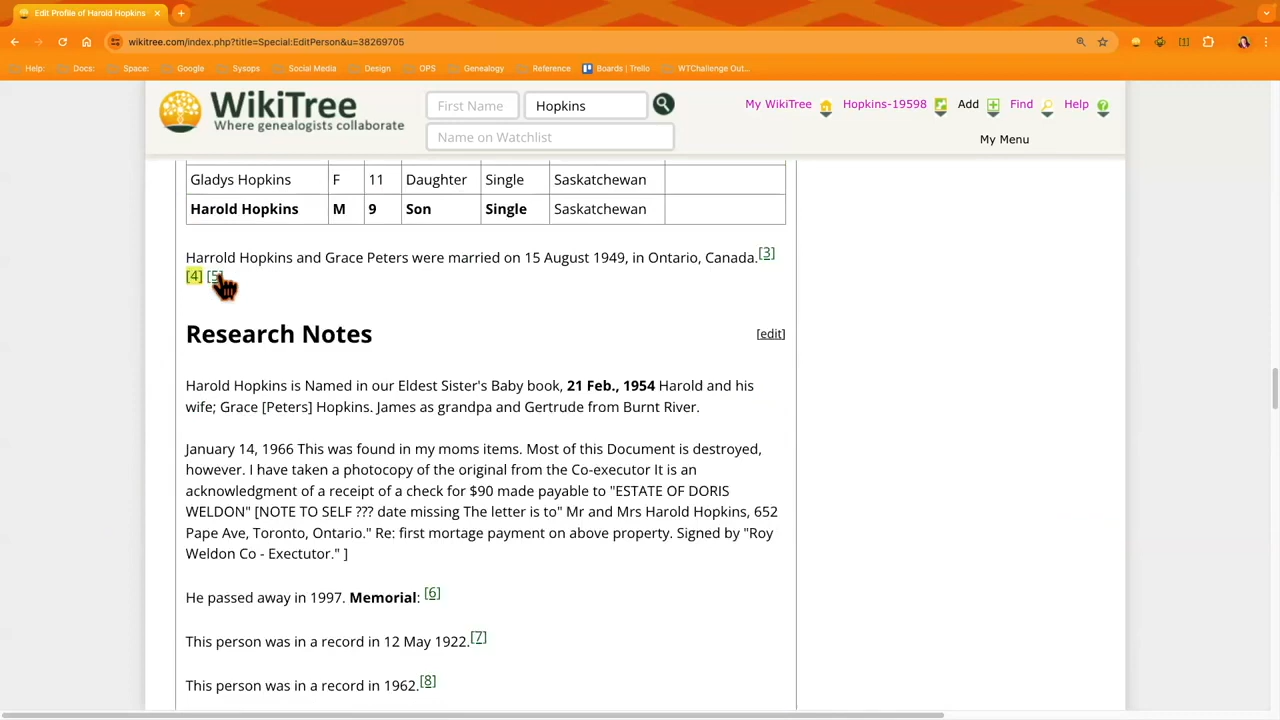 Edit Profile of Harold Hopkins
wikitree.com/index.php?title=Special:EditPerson&u=38269705
Help: Docs: Space: Google Sysops Social Media Design OPS Genealogy Reference Boards | Trello WTChallenge Out...
WikiTree
Where genealogists collaborate
First Name Hopkins
Name on Watchlist
My WikiTree Hopkins-19598 Add Find Help
My Menu
Gladys Hopkins F 11 Daughter Single Saskatchewan
Harold Hopkins M 9 Son Single Saskatchewan
Harrold Hopkins and Grace Peters were married on 15 August 1949, in Ontario, Canada.[3]
[4] [5]
Research Notes [edit]
Harold Hopkins is Named in our Eldest Sister's Baby book, 21 Feb., 1954 Harold and his
wife; Grace [Peters] Hopkins. James as grandpa and Gertrude from Burnt River.
January 14, 1966 This was found in my moms items. Most of this Document is destroyed,
however. I have taken a photocopy of the original from the Co-executor It is an
acknowledgment of a receipt of a check for $90 made payable to "ESTATE OF DORIS
WELDON" [NOTE TO SELF ??? date missing The letter is to" Mr and Mrs Harold Hopkins, 652
Pape Ave, Toronto, Ontario." Re: first mortage payment on above property. Signed by "Roy
Weldon Co - Exectutor." ]
He passed away in 1997. Memorial: [6]
This person was in a record in 12 May 1922.[7]
This person was in a record in 1962.[8]